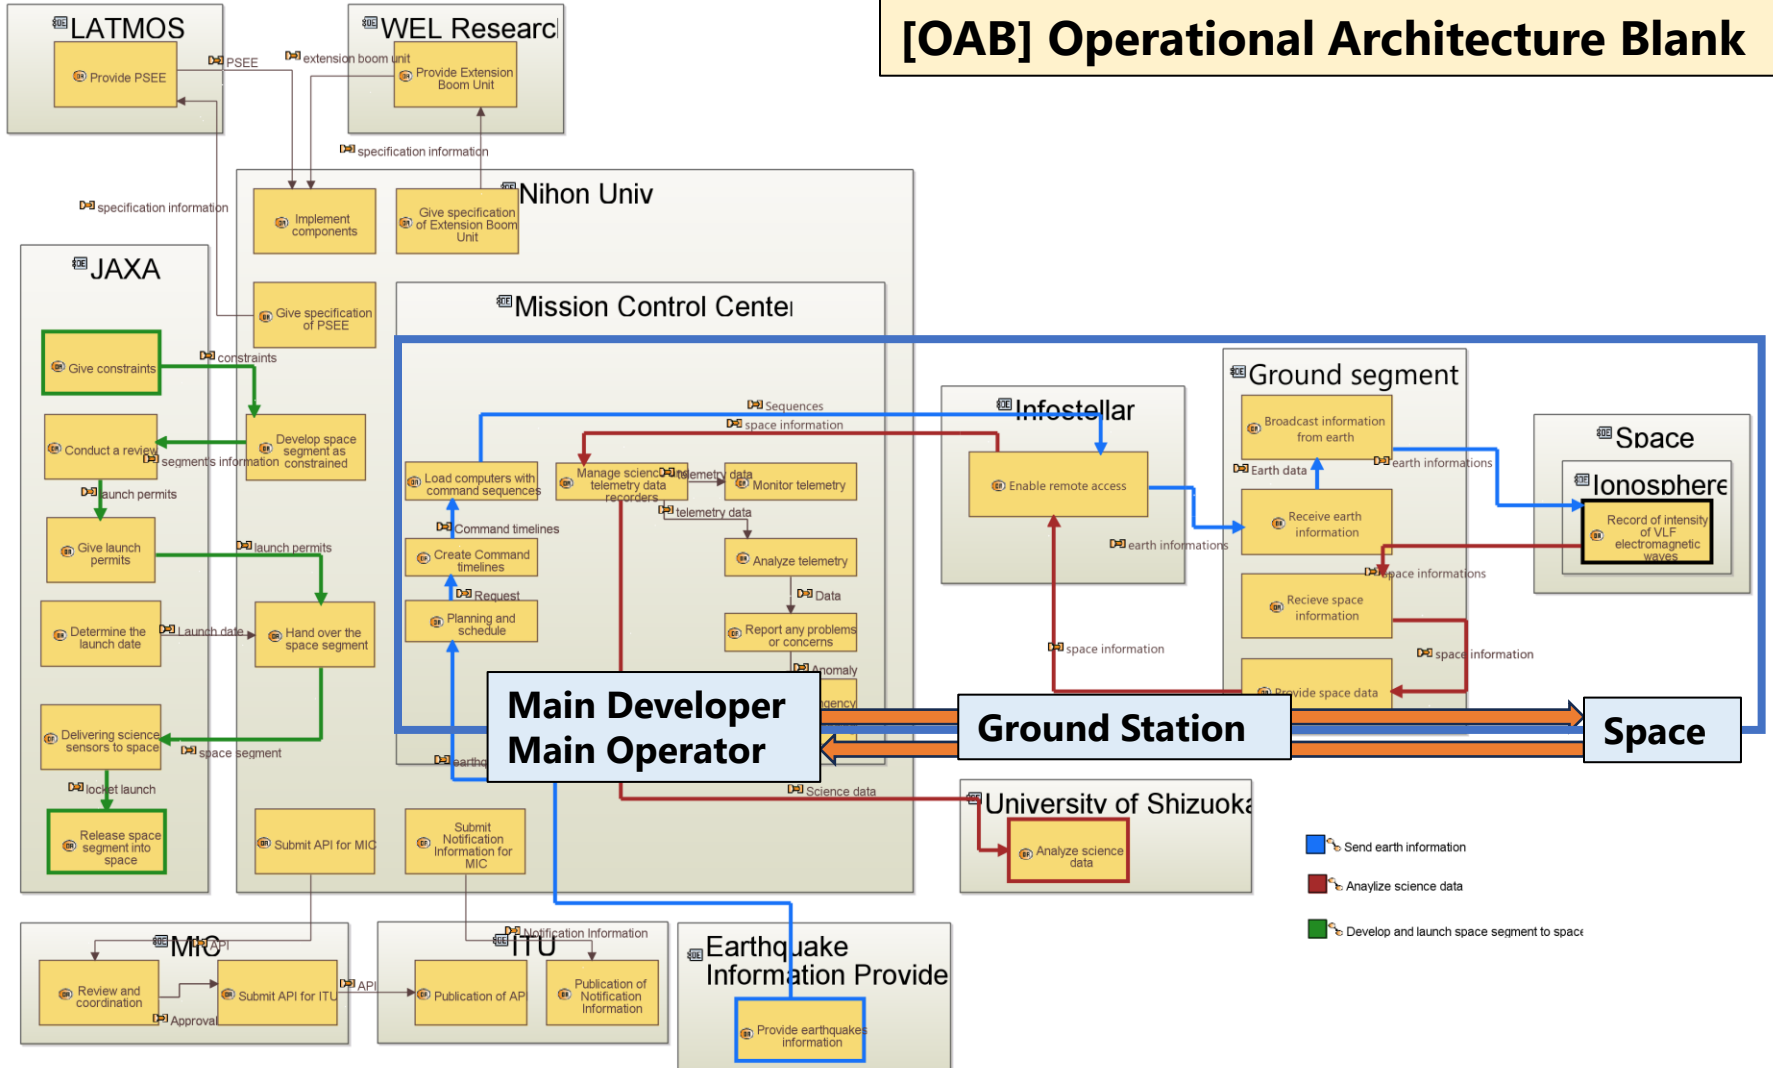 [OAB] Operational Architecture Blank
LATMOS
Provide PSEE
PSEE
extension boom unit
WEL Research
Provide Extension
Boom Unit
specification information
specification information
Nihon Univ
Implement
components
Give specification
of Extension Boom
Unit
Give specification
of PSEE
JAXA
Give constraints
constraints
Conduct a review
segment's information
Develop space
segment as
constrained
launch permits
Give launch
permits
launch permits
Determine the
launch date
Launch date
Hand over the
space segment
Delivering science
sensors to space
space segment
locket launch
Release space
segment into
space
Mission Control Center
Sequences
space information
Load computers with
command sequences
Manage science and
telemetry data
recorders
telemetry data
Monitor telemetry
telemetry data
Command timelines
Create Command
timelines
Analyze telemetry
Request
Data
Planning and
schedule
Report any problems
or concerns
Anomaly
gency
earthq
Main Developer
Main Operator
Ground Station
Space
Infostellar
Enable remote access
earth informations
space information
Ground segment
Broadcast information
from earth
Earth data
earth informations
Receive earth
information
space informations
Recieve space
information
space information
Provide space data
Space
Ionosphere
Record of intensity
of VLF
electromagnetic
waves
Science data
University of Shizuoka
Analyze science
data
Submit API for MIC
Submit
Notification
Information for
MIC
MIC
API
Review and
coordination
Approval
Submit API for ITU
API
ITU
Notification Information
Publication of AP
Publication of
Notification
Information
Earthquake
Information Provide
Provide earthquakes
information
Send earth information
Anaylize science data
Develop and launch space segment to space